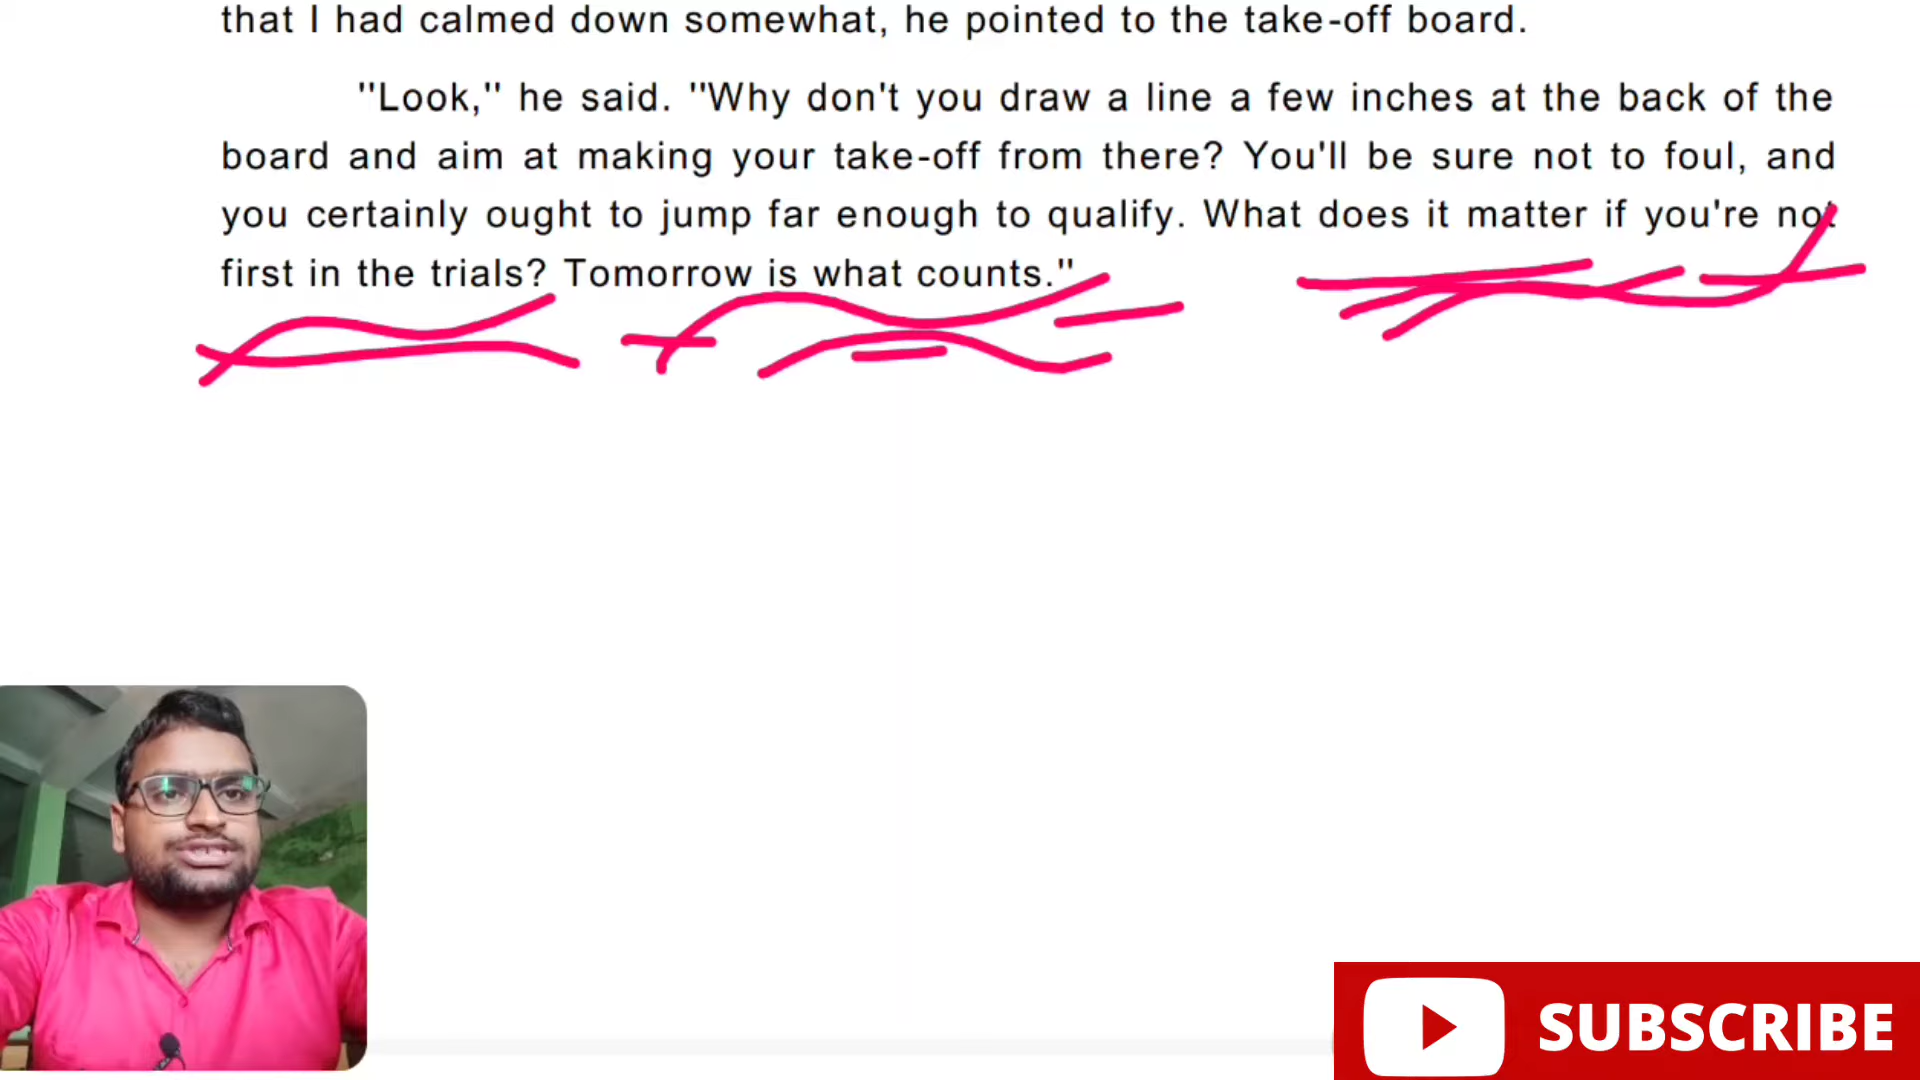 that I had calmed down somewhat, he pointed to the take-off board.
"Look," he said. "Why don't you draw a line a few inches at the back of the
board and aim at making your take-off from there? You'll be sure not to foul, and
you certainly ought to jump far enough to qualify. What does it matter if you're not
first in the trials? Tomorrow is what counts."
SUBSCRIBE